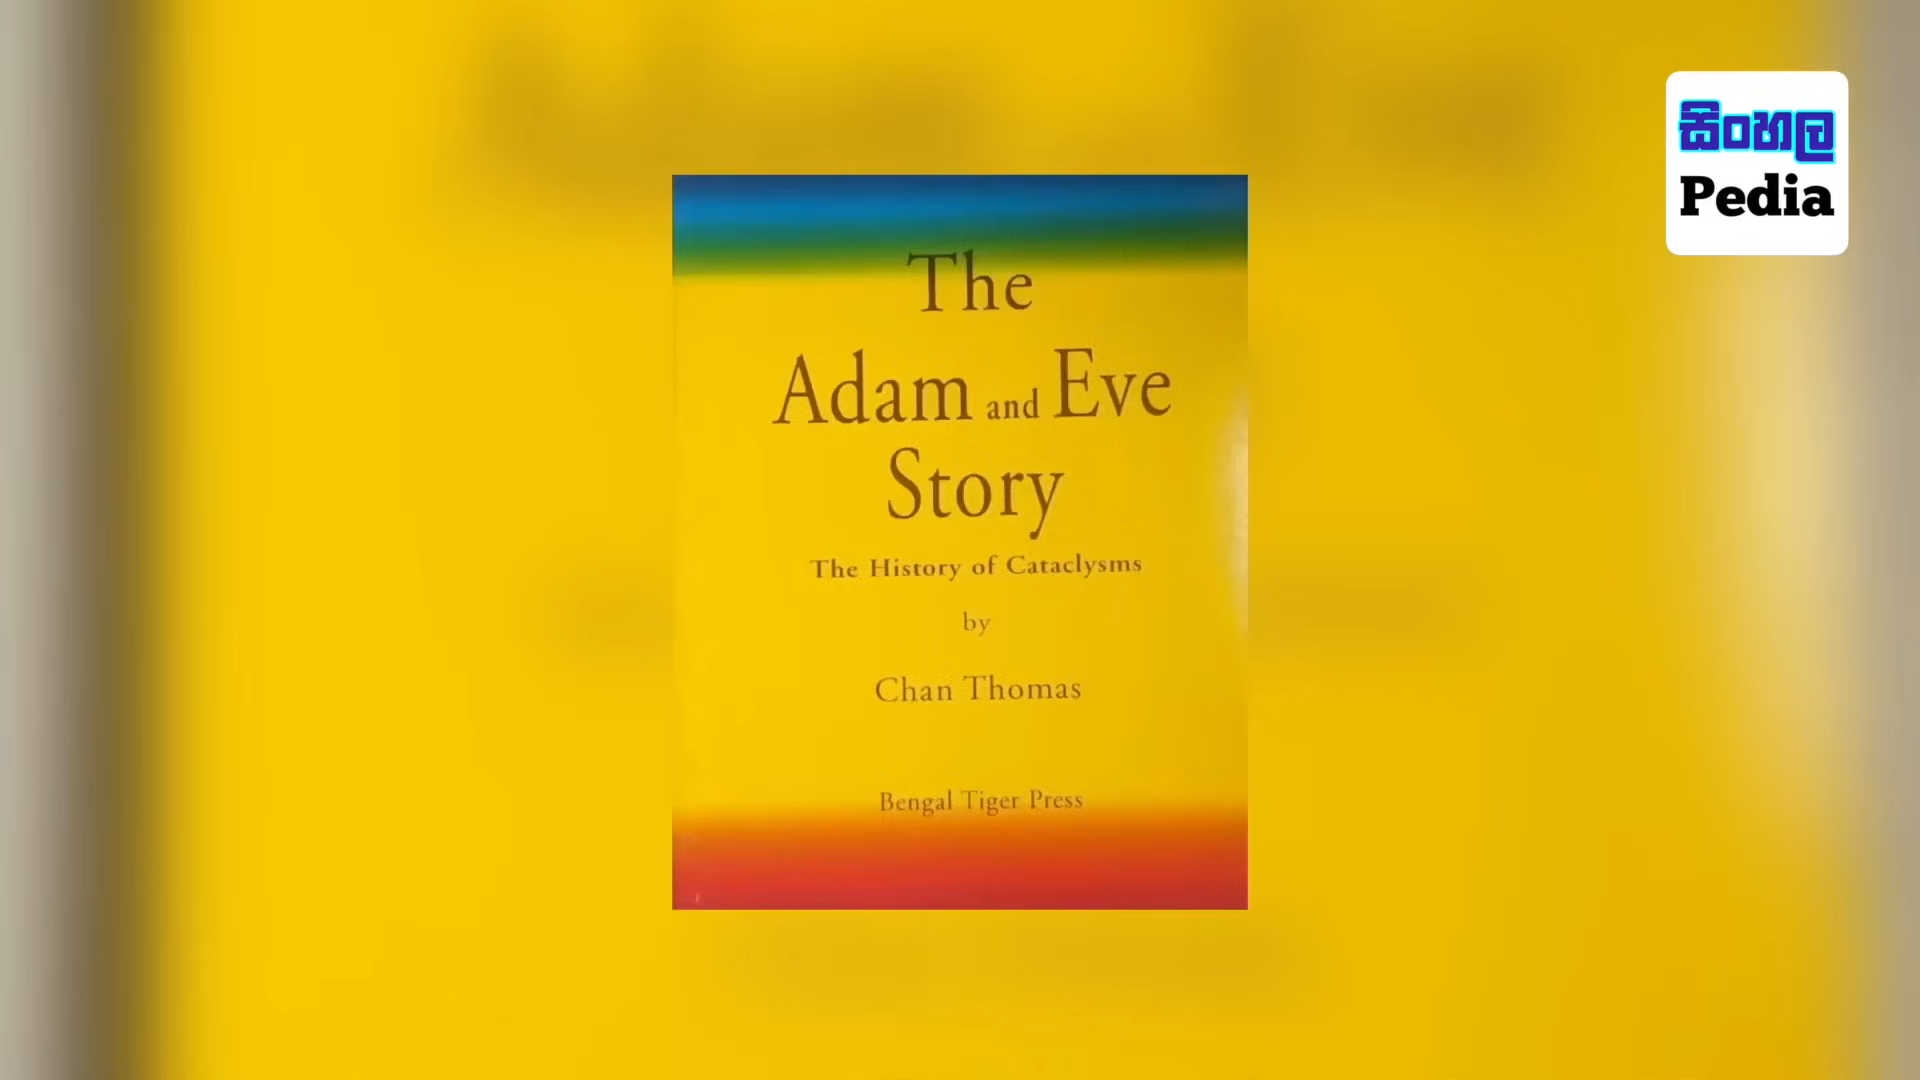 The
Adam and Eve
Story
The History of Cataclysms
by
Chan Thomas
Bengal Tiger Press
සිංහල
Pedia